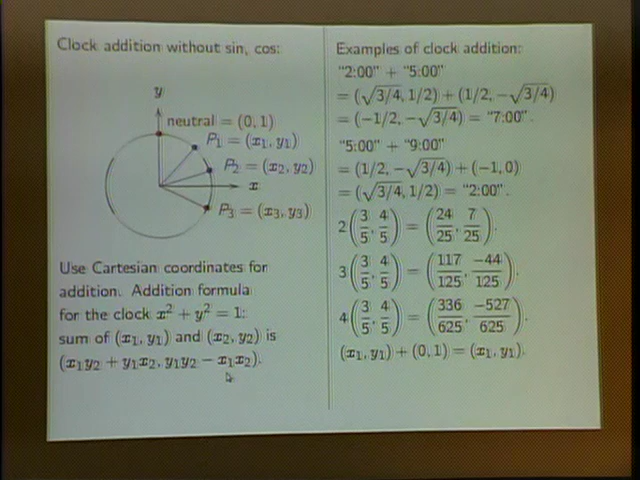 Clock addition without sin, cos:
y
neutral = (0, 1)
P₁ = (x₁, y₁)
P₂ = (x₂, y₂)
x
P₃ = (x₃, y₃)
Use Cartesian coordinates for
addition. Addition formula
for the clock x² + y² = 1:
sum of (x₁, y₁) and (x₂, y₂) is
(x₁y₂ + y₁x₂, y₁y₂ − x₁x₂).
Examples of clock addition:
"2:00" + "5:00"
= (√3/4, 1/2) + (1/2, −√3/4)
= (−1/2, −√3/4) = "7:00".
"5:00" + "9:00"
= (1/2, −√3/4) + (−1, 0)
= (√3/4, 1/2) = "2:00".
2(3/5, 4/5) = (24/25, 7/25).
3(3/5, 4/5) = (117/125, −44/125).
4(3/5, 4/5) = (336/625, −527/625).
(x₁, y₁) + (0, 1) = (x₁, y₁).